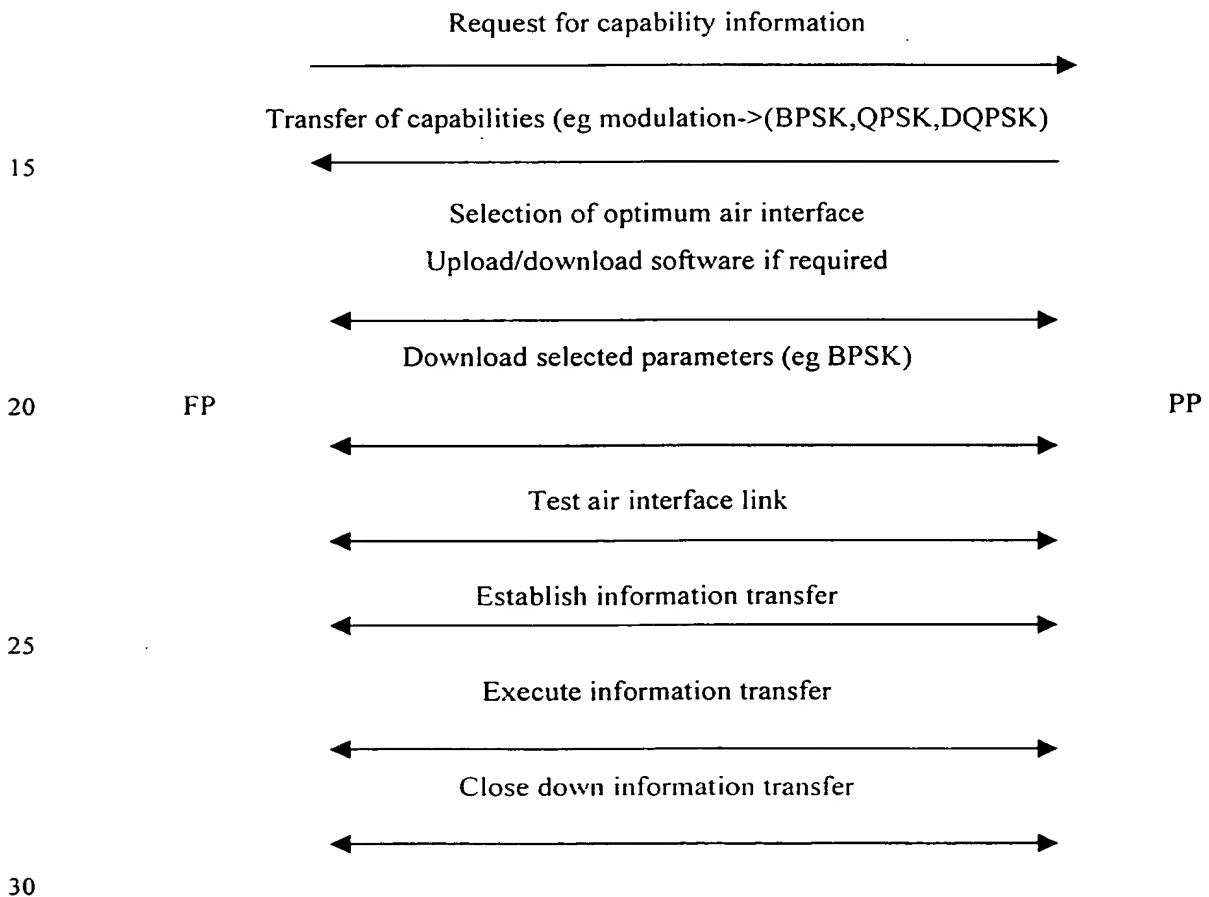 Request for capability information
Transfer of capabilities (eg modulation->(BPSK,QPSK,DQPSK)
15
Selection of optimum air interface
Upload/download software if required
Download selected parameters (eg BPSK)
20 FP PP
Test air interface link
Establish information transfer
25
Execute information transfer
Close down information transfer
30